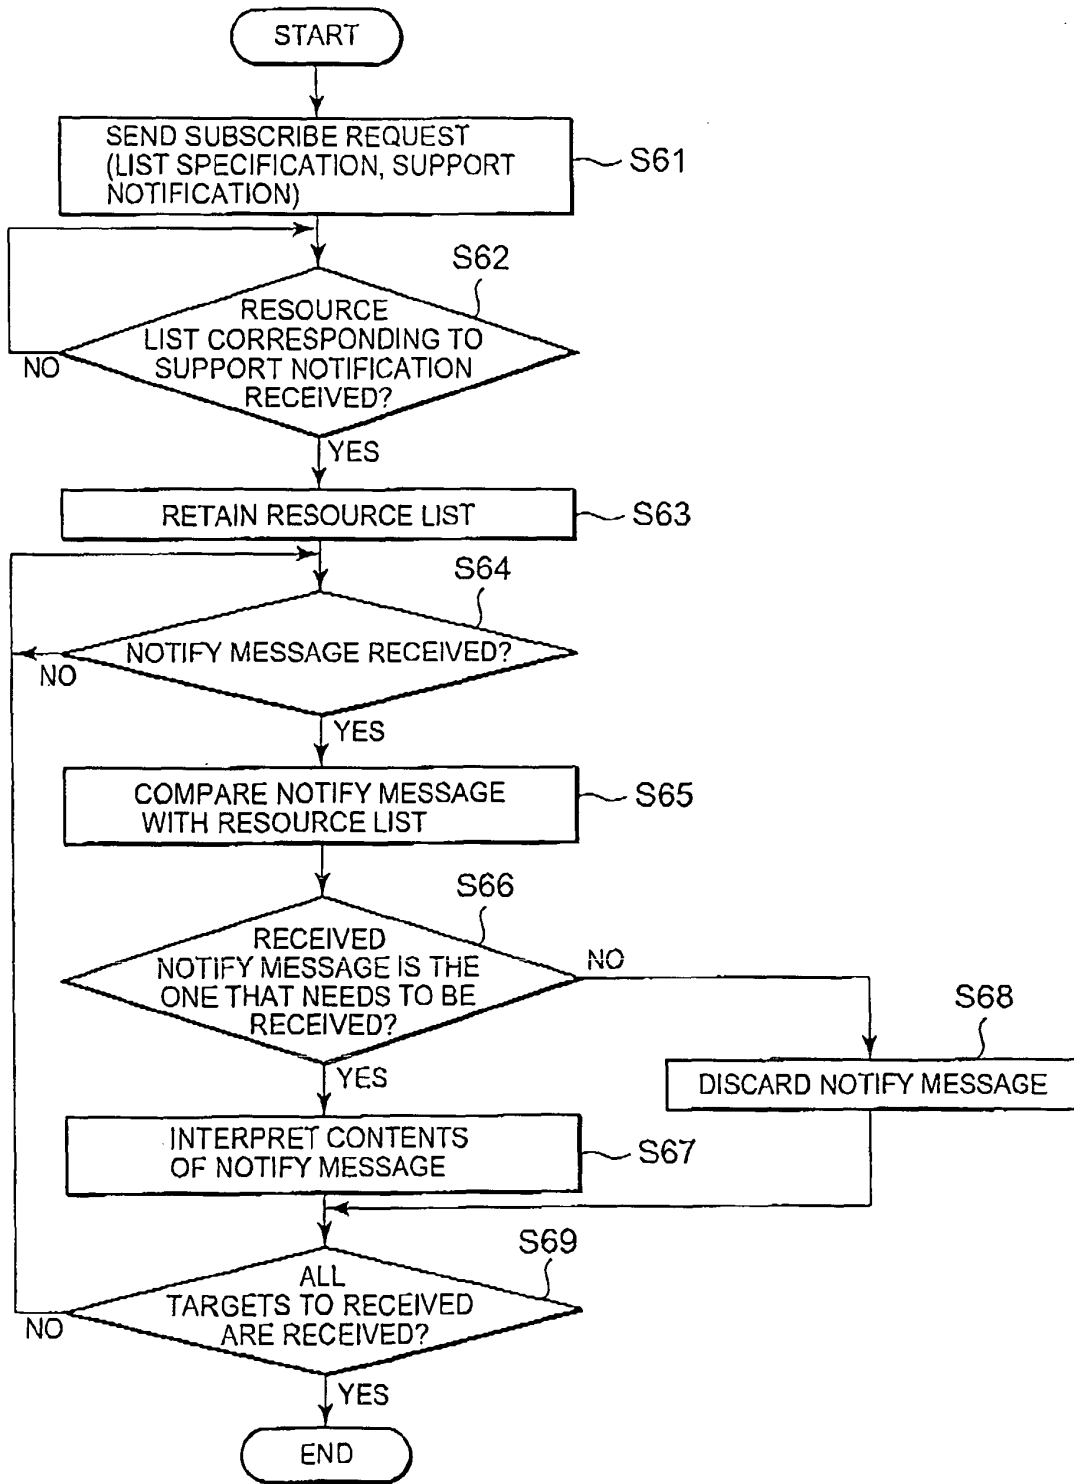 START
SEND SUBSCRIBE REQUEST
(LIST SPECIFICATION, SUPPORT
NOTIFICATION)
S61
S62
RESOURCE
LIST CORRESPONDING TO
SUPPORT NOTIFICATION
RECEIVED?
NO
YES
RETAIN RESOURCE LIST
S63
S64
NOTIFY MESSAGE RECEIVED?
NO
YES
COMPARE NOTIFY MESSAGE
WITH RESOURCE LIST
S65
S66
RECEIVED
NOTIFY MESSAGE IS THE
ONE THAT NEEDS TO BE
RECEIVED?
NO
YES
S68
DISCARD NOTIFY MESSAGE
INTERPRET CONTENTS
OF NOTIFY MESSAGE
S67
S69
ALL
TARGETS TO RECEIVED
ARE RECEIVED?
NO
YES
END